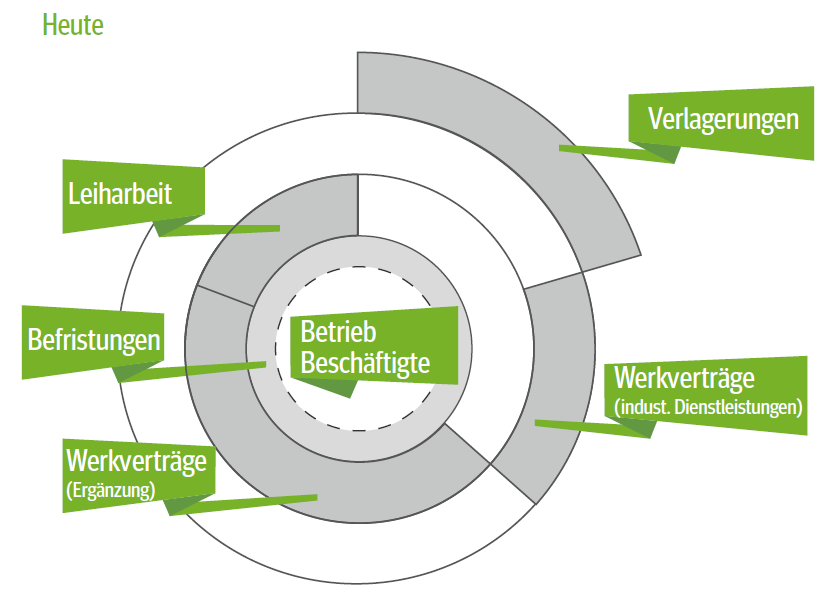 Heute
Verlagerungen
Leiharbeit
Befristungen
Betrieb
Beschäftigte
Werkverträge
(indust. Dienstleistungen)
Werkverträge
(Ergänzung)